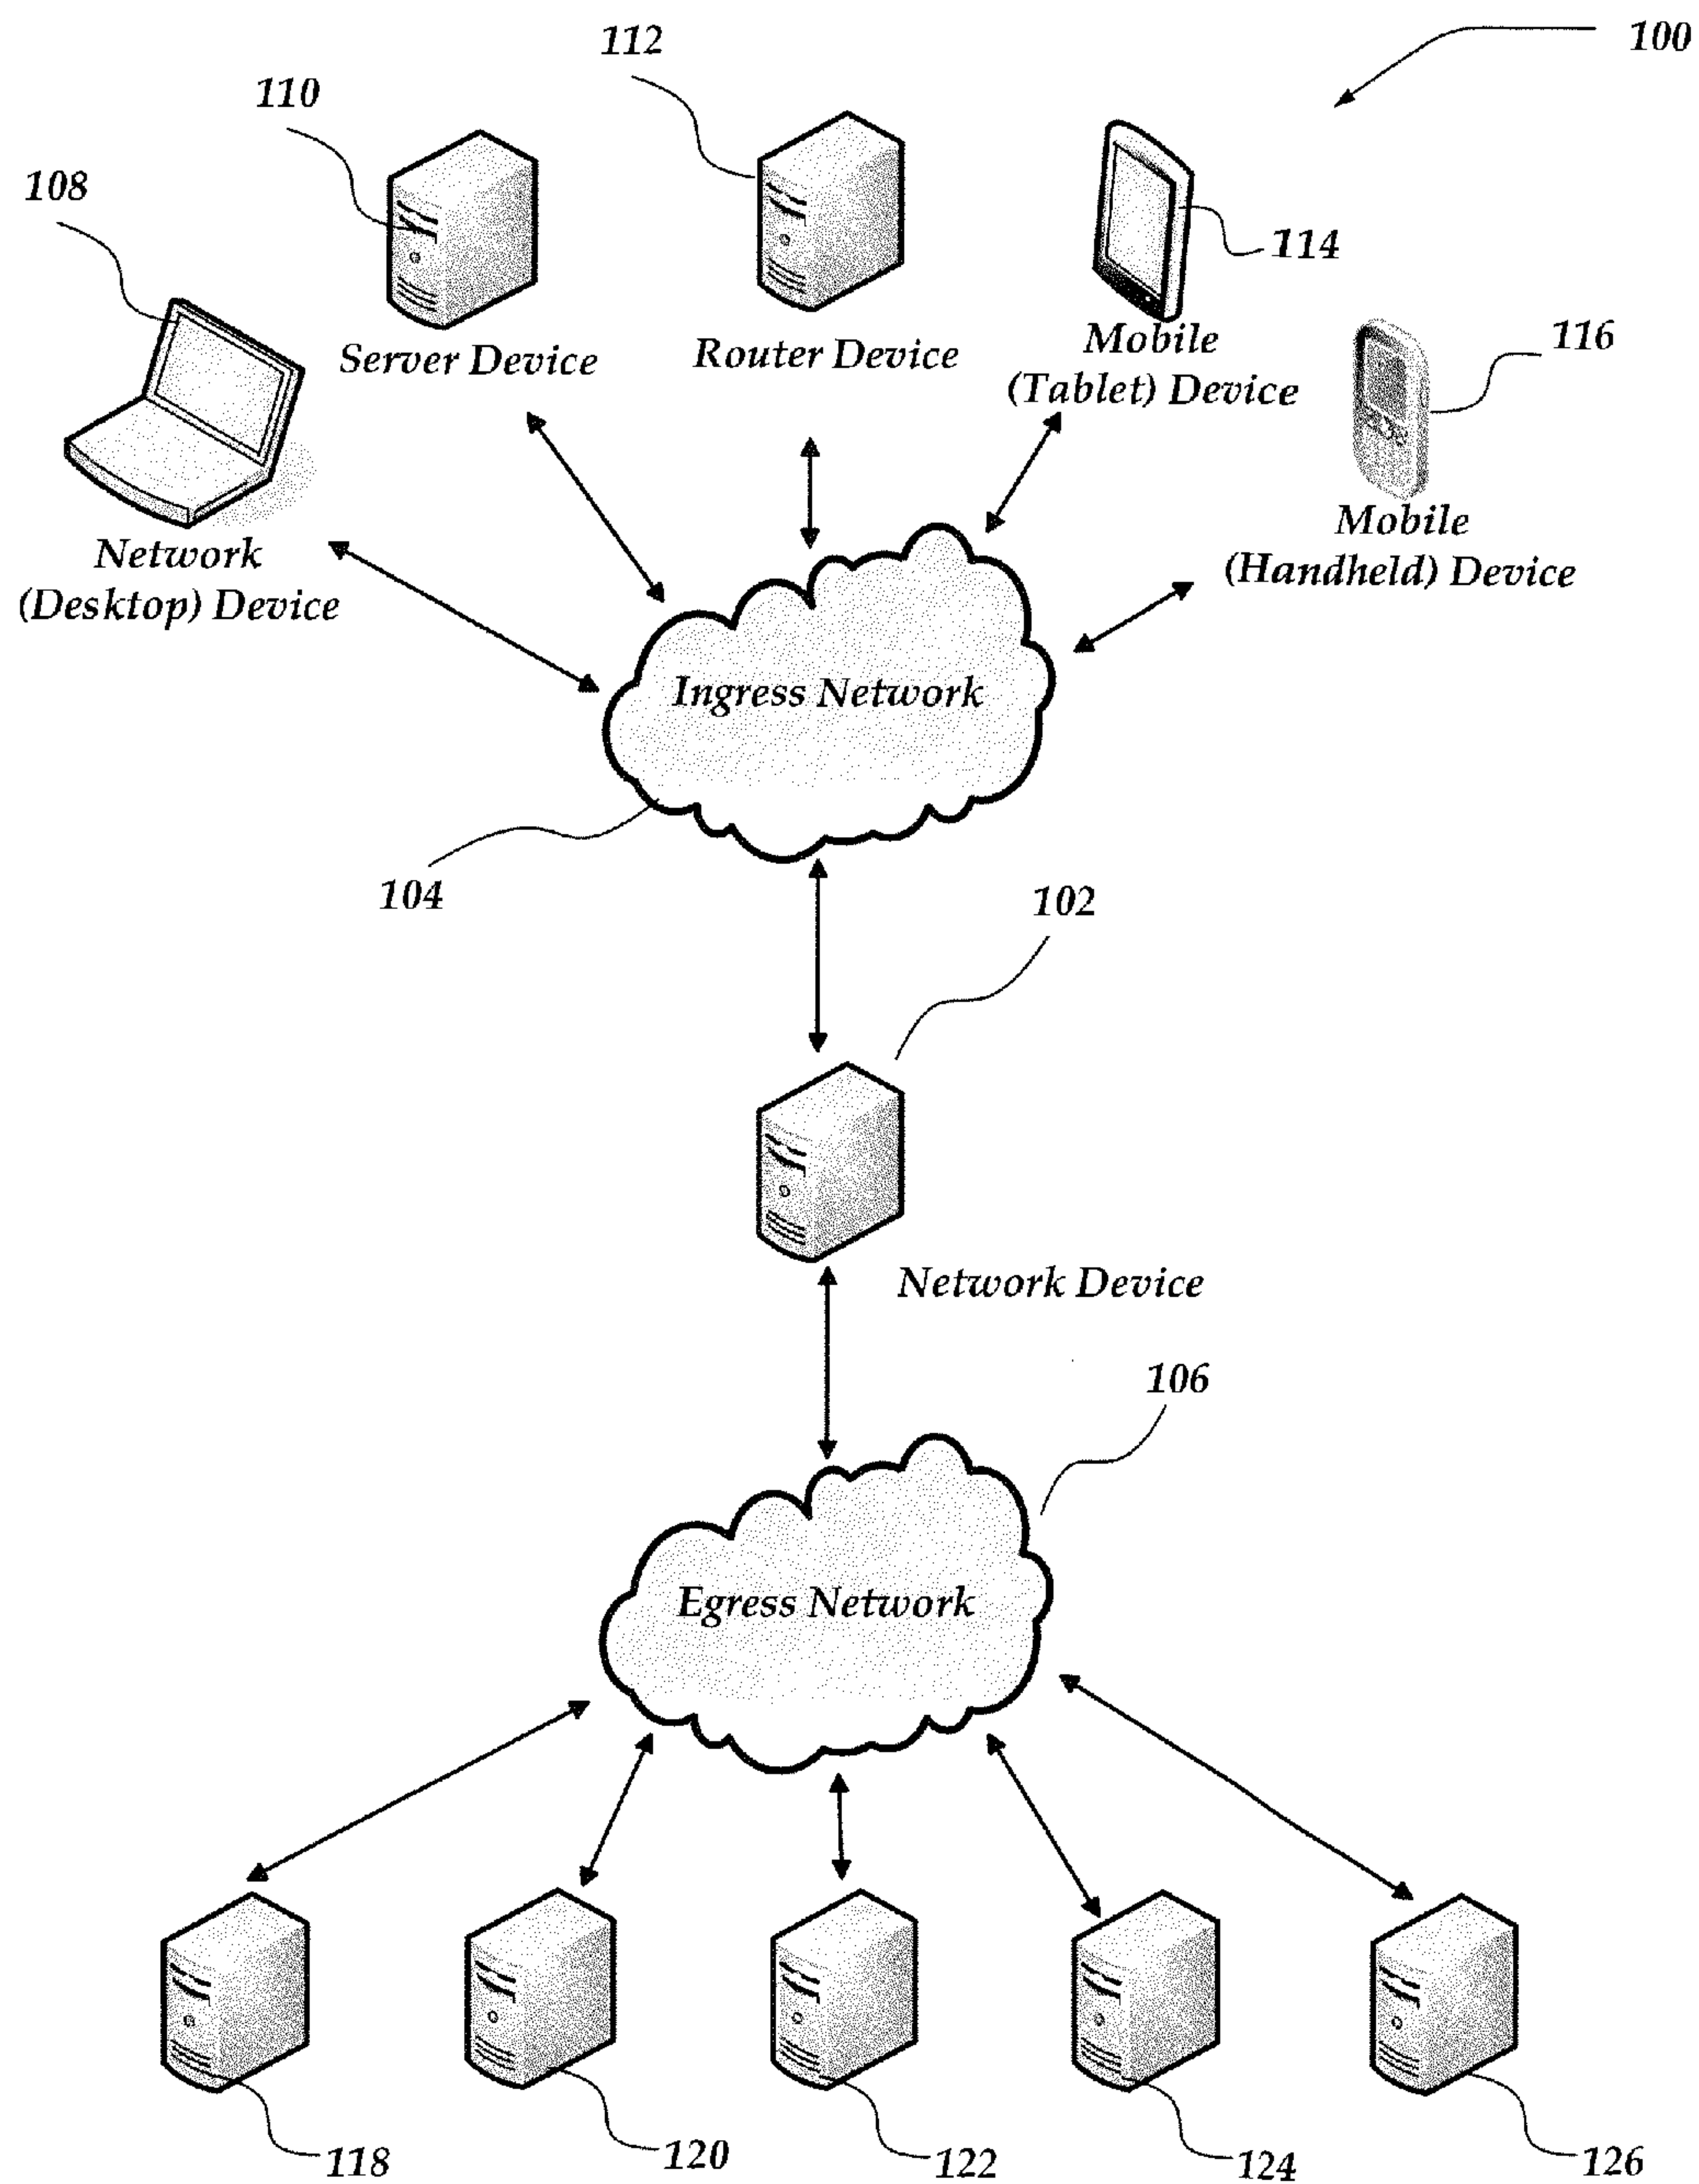 100
112
110
108
114
116
Server Device
Router Device
Mobile
(Tablet) Device
Mobile
(Handheld) Device
Network
(Desktop) Device
Ingress Network
104
102
Network Device
106
Egress Network
118
120
122
124
126